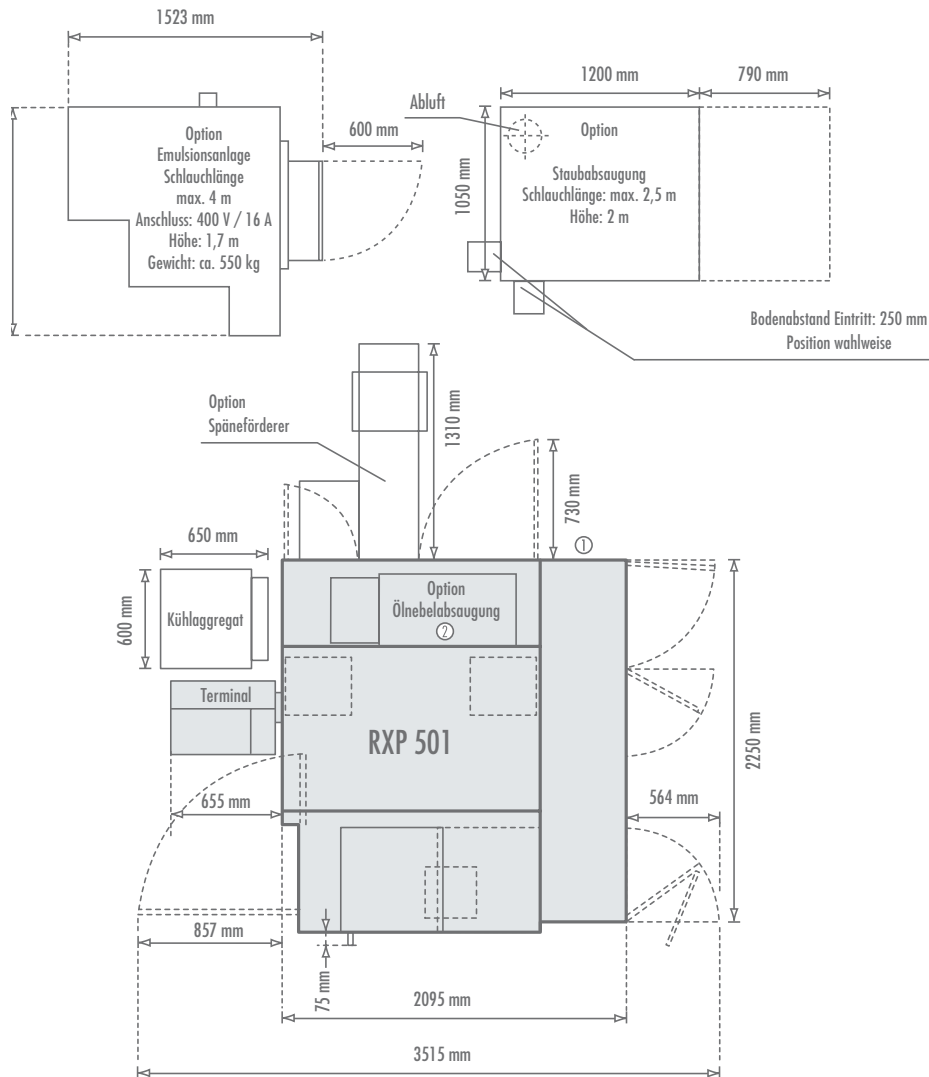 1523 mm
1200 mm
790 mm
Abluft
600 mm
Option
Emulsionsanlage
Schlauchlänge
max. 4 m
Anschluss: 400 V / 16 A
Höhe: 1,7 m
Gewicht: ca. 550 kg
1050 mm
Option
Staubabsaugung
Schlauchlänge: max. 2,5 m
Höhe: 2 m
Bodenabstand Eintritt: 250 mm
Position wahlweise
Option
Späneförderer
1310 mm
730 mm
①
650 mm
600 mm
Kühlaggregat
Option
Ölnebelabsaugung
②
Terminal
RXP 501
2250 mm
655 mm
564 mm
857 mm
75 mm
2095 mm
3515 mm